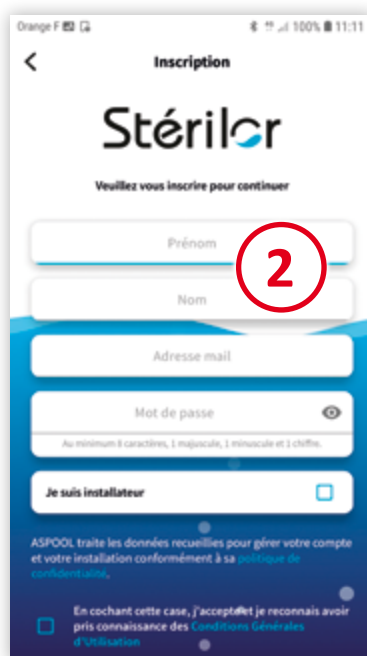 Orange F 100% 11:11
Inscription
Stérilor
Veuillez vous inscrire pour continuer
Prénom
2
Nom
Adresse mail
Mot de passe
Au minimum 8 caractères, 1 majuscule, 1 minuscule et 1 chiffre.
Je suis installateur
ASPOOL traite les données recueillies pour gérer votre compte
et votre installation conformément à sa politique de
confidentialité.
En cochant cette case, j'accepte et je reconnais avoir
pris connaissance des Conditions Générales
d'Utilisation